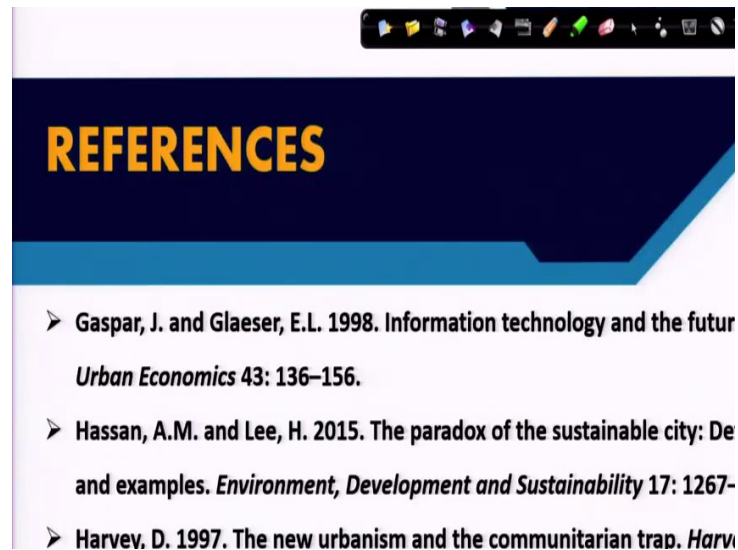 REFERENCES
➤ Gaspar, J. and Glaeser, E.L. 1998. Information technology and the futur
Urban Economics 43: 136–156.
➤ Hassan, A.M. and Lee, H. 2015. The paradox of the sustainable city: De
and examples. Environment, Development and Sustainability 17: 1267–
➤ Harvey, D. 1997. The new urbanism and the communitarian trap. Harv